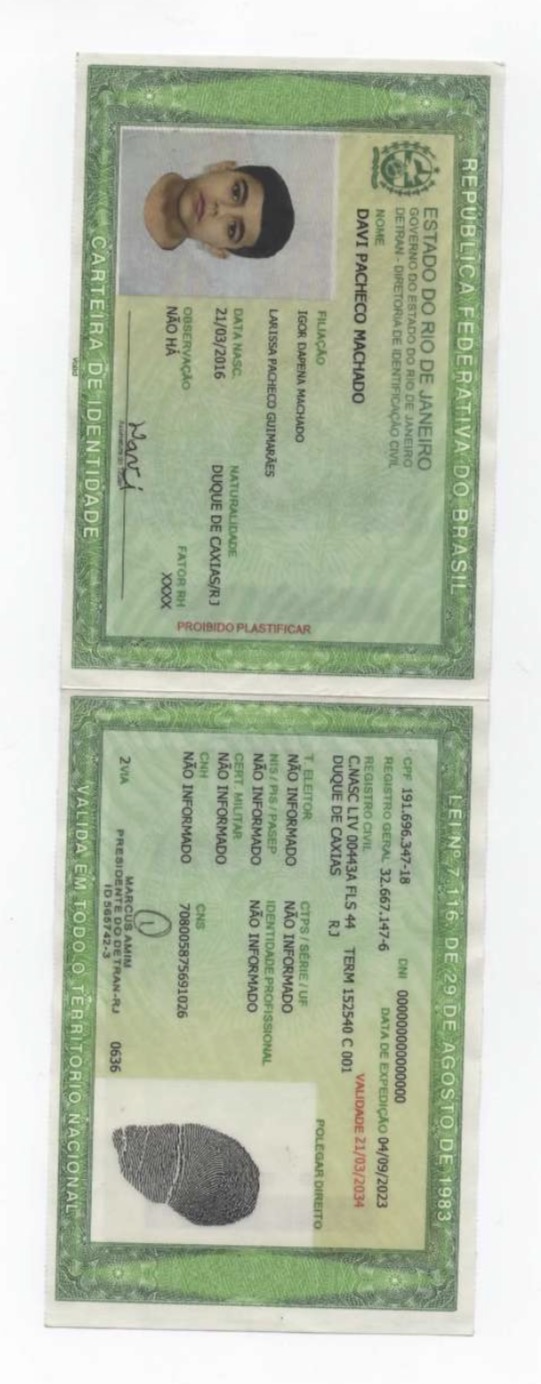 REPÚBLICA FEDERATIVA DO BRASIL
ESTADO DO RIO DE JANEIRO
GOVERNO DO ESTADO DO RIO DE JANEIRO
DETRAN - DIRETORIA DE IDENTIFICAÇÃO CIVIL
NOME
DAVI PACHECO MACHADO
FILIAÇÃO
IGOR DAPENA MACHADO
LARISSA PACHECO GUIMARÃES
DATA NASC. NATURALIDADE
21/03/2016 DUQUE DE CAXIAS/RJ
OBSERVAÇÃO FATOR RH
NÃO HÁ XXXX
Davi
PROIBIDO PLASTIFICAR
CARTEIRA DE IDENTIDADE
LEI Nº 7.116, DE 29 DE AGOSTO DE 1983
CPF 191.696.347-18 DNI 0000000000000000
REGISTRO GERAL 32.667.147-6 DATA DE EXPEDIÇÃO 04/09/2023
REGISTRO CIVIL VALIDADE 21/03/2034
C.NASC LIV 00443A FLS 44 TERM 152540 C 001
DUQUE DE CAXIAS RJ
POLEGAR DIREITO
T. ELEITOR CTPS / SÉRIE / UF
NÃO INFORMADO NÃO INFORMADO
NIS / PIS / PASEP IDENTIDADE PROFISSIONAL
NÃO INFORMADO NÃO INFORMADO
CERT. MILITAR
NÃO INFORMADO
CNH CNS
NÃO INFORMADO 708005875691026
2VIA
MARCUS AMIM
PRESIDENTE DO DETRAN-RJ 0636
ID 565742-3
VÁLIDA EM TODO O TERRITÓRIO NACIONAL